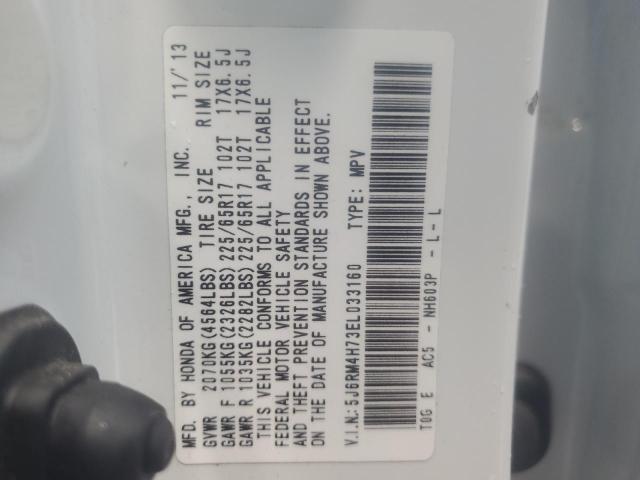 MFD. BY HONDA OF AMERICA MFG., INC. 11/'13
GVWR 2070KG(4564LBS) TIRE SIZE RIM SIZE
GAWR F 1055KG(2326LBS) 225/65R17 102T 17X6.5J
GAWR R 1035KG(2282LBS) 225/65R17 102T 17X6.5J
THIS VEHICLE CONFORMS TO ALL APPLICABLE
FEDERAL MOTOR VEHICLE SAFETY
AND THEFT PREVENTION STANDARDS IN EFFECT
ON THE DATE OF MANUFACTURE SHOWN ABOVE.
V.I.N.: 5J6RM4H73EL033160 TYPE: MPV
T0G E AC5 - NH603P - L - L